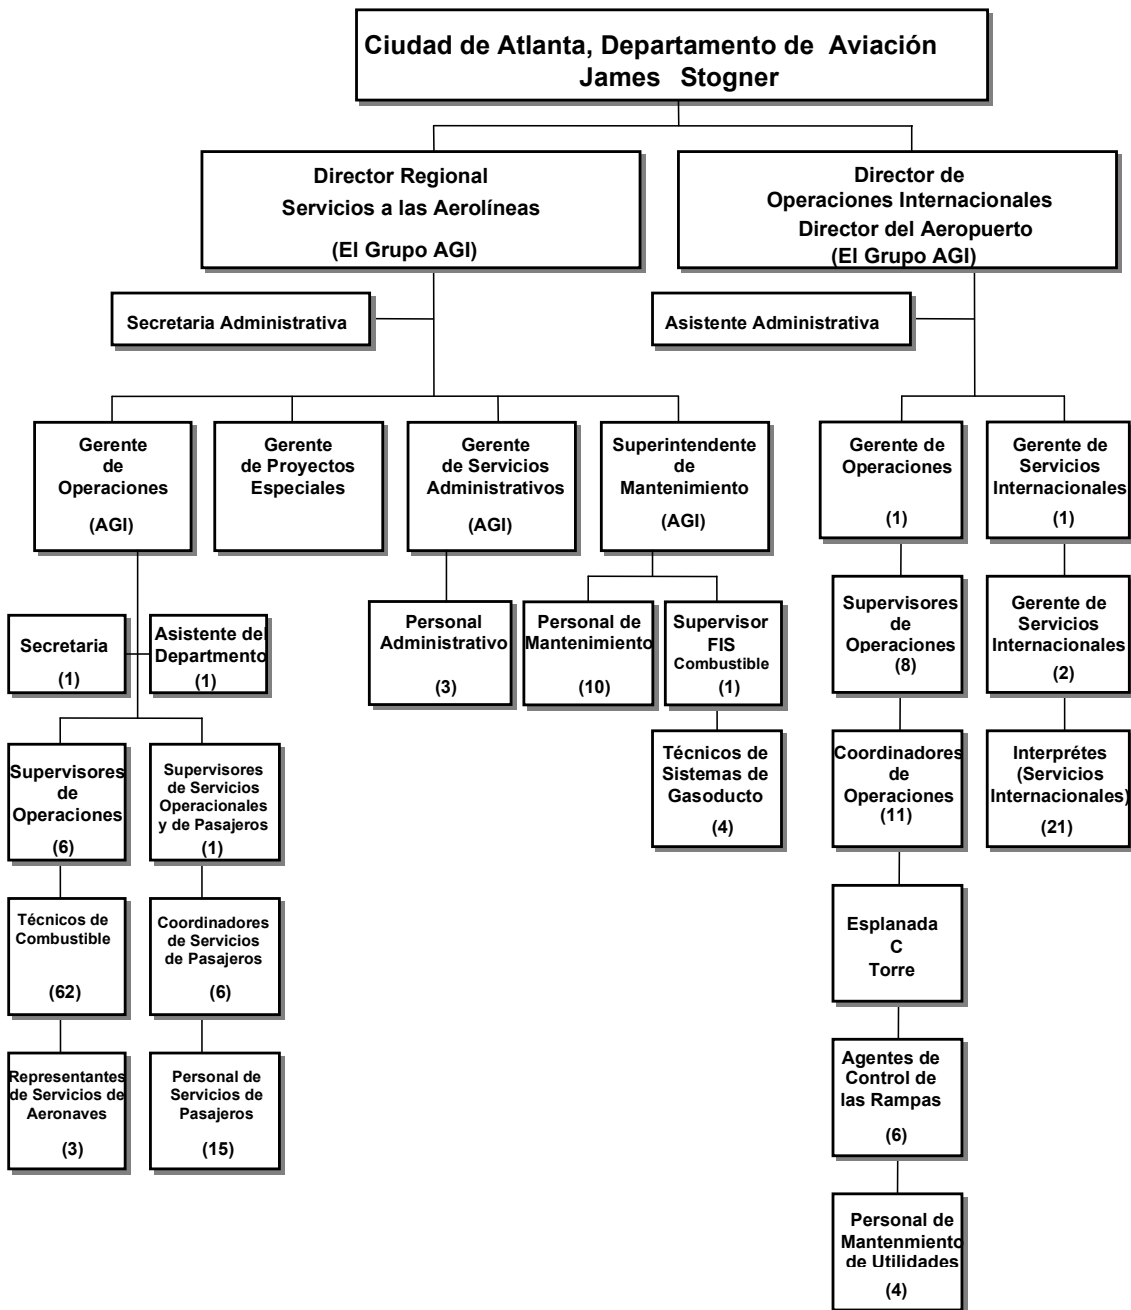 Ciudad de Atlanta, Departamento de Aviación
James Stogner
Director Regional
Servicios a las Aerolíneas
(El Grupo AGI)
Director de
Operaciones Internacionales
Director del Aeropuerto
(El Grupo AGI)
Secretaria Administrativa
Asistente Administrativa
Gerente
de
Operaciones
(AGI)
Gerente
de Proyectos
Especiales
Gerente
de Servicios
Administrativos
(AGI)
Superintendente
de
Mantenimiento
(AGI)
Gerente de
Operaciones
(1)
Gerente de
Servicios
Internacionales
(1)
Secretaria
(1)
Asistente del
Departmento
(1)
Personal
Administrativo
(3)
Personal de
Mantenimiento
(10)
Supervisor
FIS
Combustible
(1)
Supervisores
de
Operaciones
(8)
Gerente de
Servicios
Internacionales
(2)
Supervisores
de
Operaciones
(6)
Supervisores
de Servicios
Operacionales
y de Pasajeros
(1)
Técnicos de
Sistemas de
Gasoducto
(4)
Coordinadores
de
Operaciones
(11)
Interprétes
(Servicios
Internacionales)
(21)
Técnicos de
Combustible
(62)
Coordinadores
de Servicios
de Pasajeros
(6)
Esplanada
C
Torre
Representantes
de Servicios de
Aeronaves
(3)
Personal de
Servicios de
Pasajeros
(15)
Agentes de
Control de
las Rampas
(6)
Personal de
Mantenmiento
de Utilidades
(4)